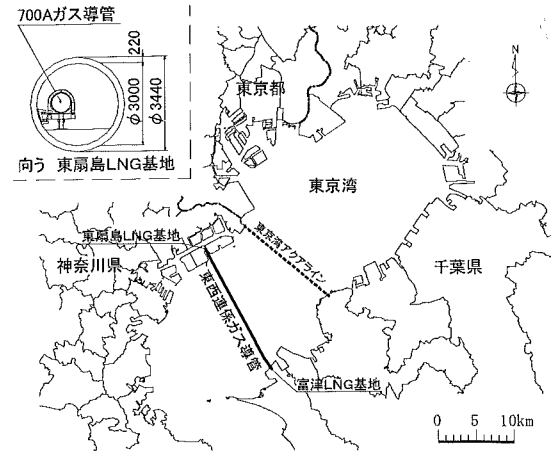 700Aガス導管
220
φ3000
φ3440
向う 東扇島LNG基地
N
東京都
東京湾
東京湾アクアライン
東扇島LNG基地
神奈川県
千葉県
東西連係ガス導管
富津LNG基地
0 5 10km